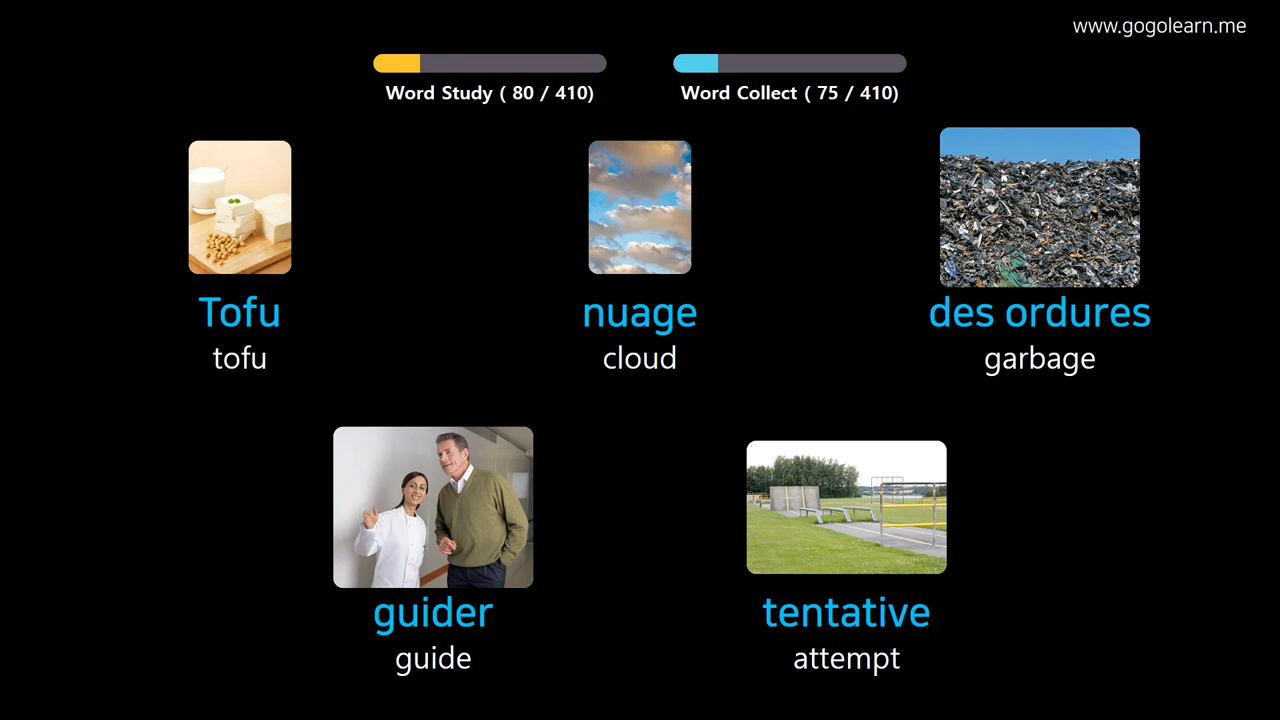 www.gogolearn.me
Word Study ( 80 / 410)
Word Collect ( 75 / 410)
Tofu
tofu
nuage
cloud
des ordures
garbage
guider
guide
tentative
attempt